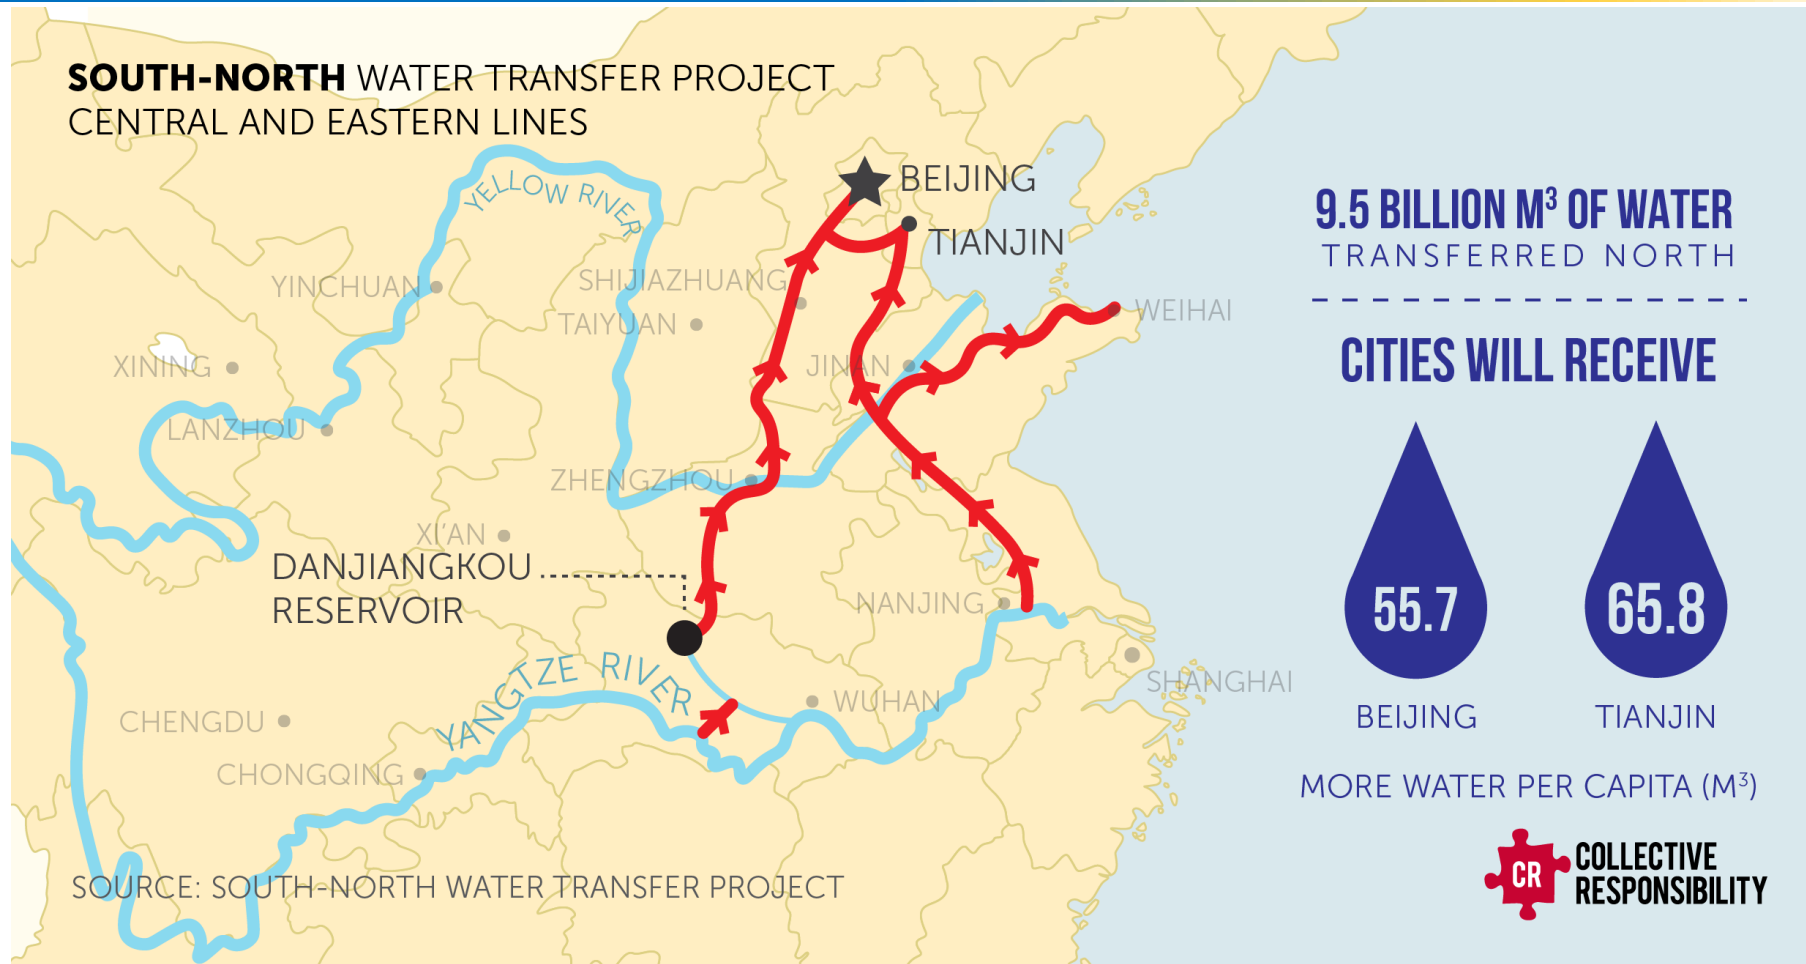 SOUTH-NORTH WATER TRANSFER PROJECT
CENTRAL AND EASTERN LINES
YELLOW RIVER
BEIJING
TIANJIN
YINCHUAN
SHIJIAZHUANG
TAIYUAN
WEIHAI
XINING
JINAN
LANZHOU
ZHENGZHOU
XI'AN
DANJIANGKOU
RESERVOIR
NANJING
YANGTZE RIVER
WUHAN
SHANGHAI
CHENGDU
CHONGQING
SOURCE: SOUTH-NORTH WATER TRANSFER PROJECT
9.5 BILLION M³ OF WATER
TRANSFERRED NORTH
CITIES WILL RECEIVE
55.7 65.8
BEIJING TIANJIN
MORE WATER PER CAPITA (M³)
CR COLLECTIVE
RESPONSIBILITY